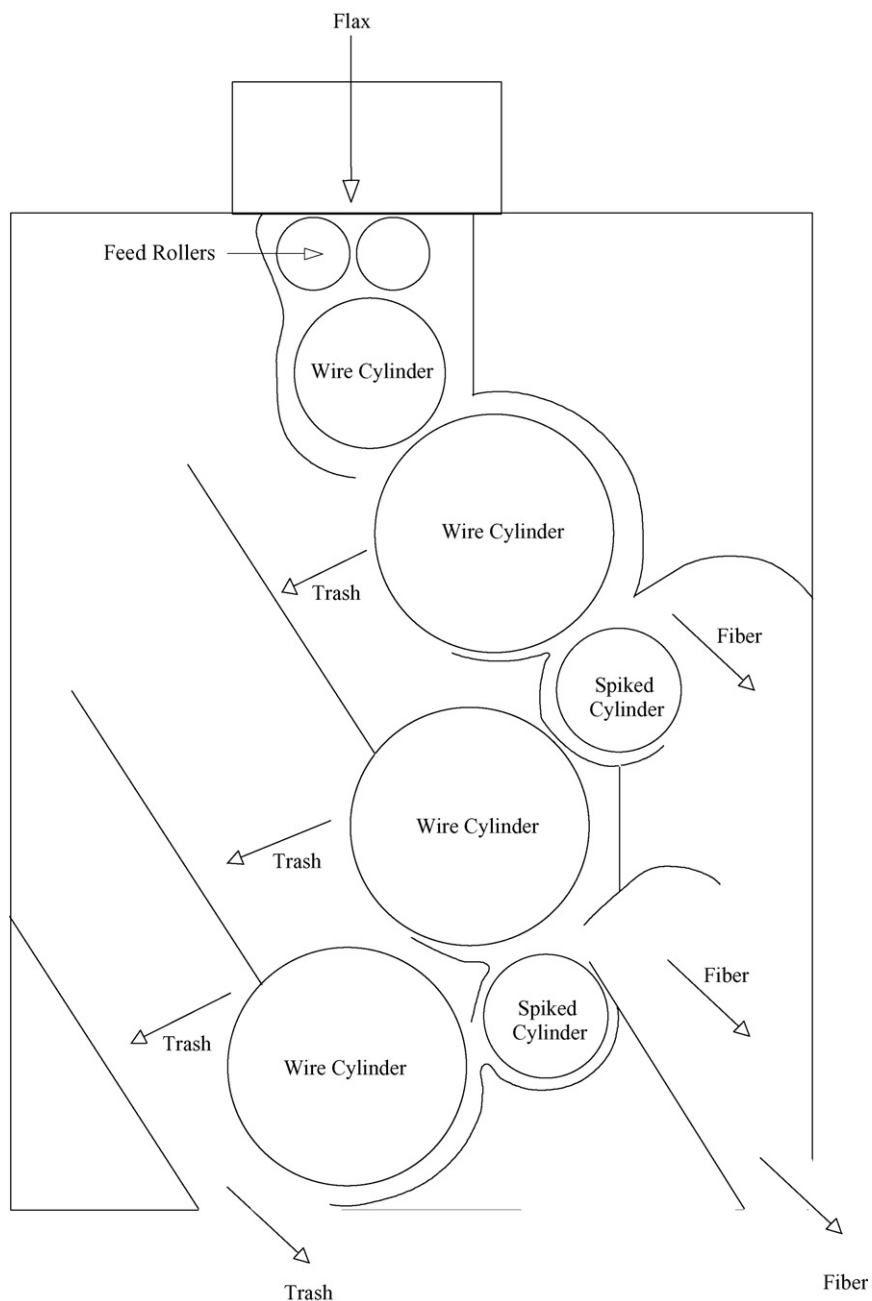 Flax
Feed Rollers
Wire Cylinder
Wire Cylinder
Trash
Fiber
Spiked
Cylinder
Wire Cylinder
Trash
Fiber
Spiked
Cylinder
Trash
Wire Cylinder
Trash
Fiber